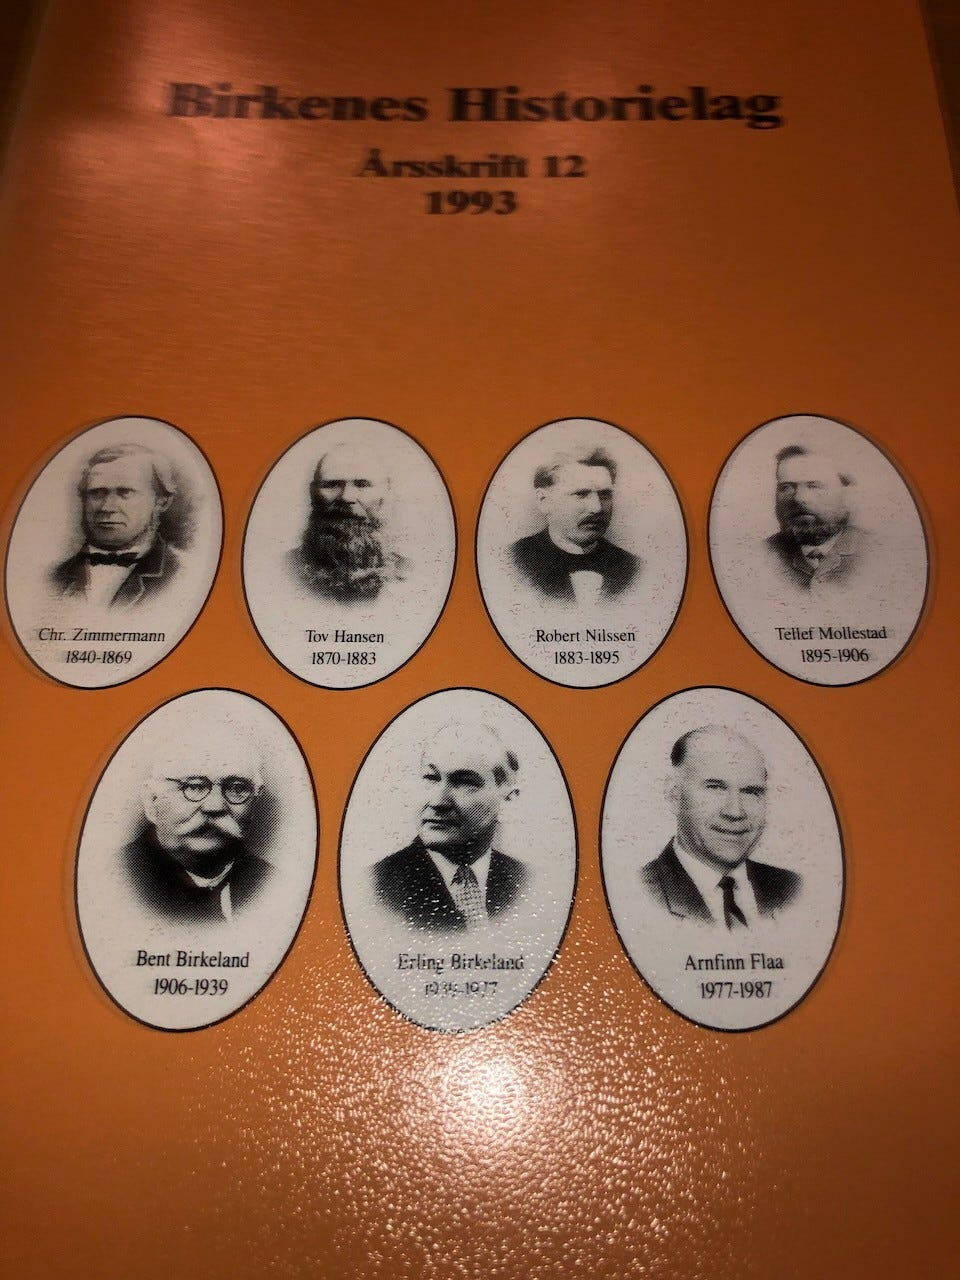 Birkenes Historielag
Årsskrift 12
1993
Chr. Zimmermann
1840-1869
Tov Hansen
1870-1883
Robert Nilssen
1883-1895
Tellef Mollestad
1895-1906
Bent Birkeland
1906-1939
Erling Birkeland
Arnfinn Flaa
1977-1987